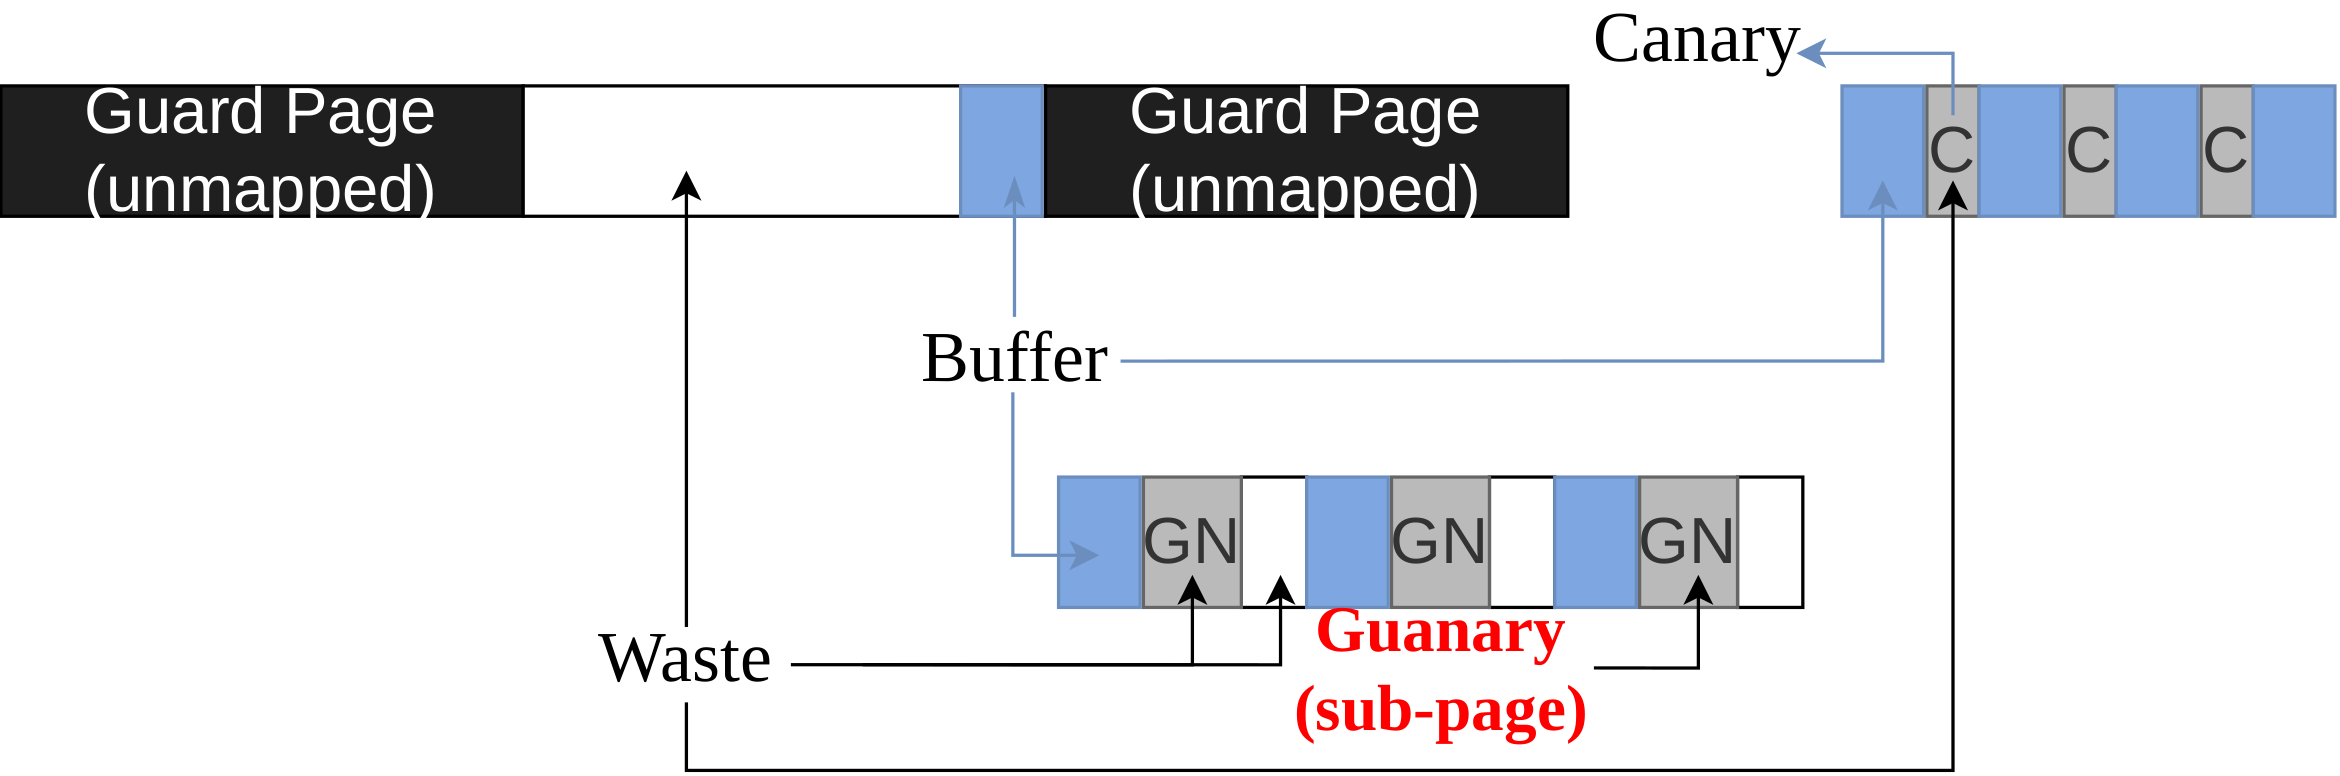 Canary
Guard Page
(unmapped)
Guard Page
(unmapped)
C
C
C
Buffer
GN
GN
GN
Waste
Guanary
(sub-page)